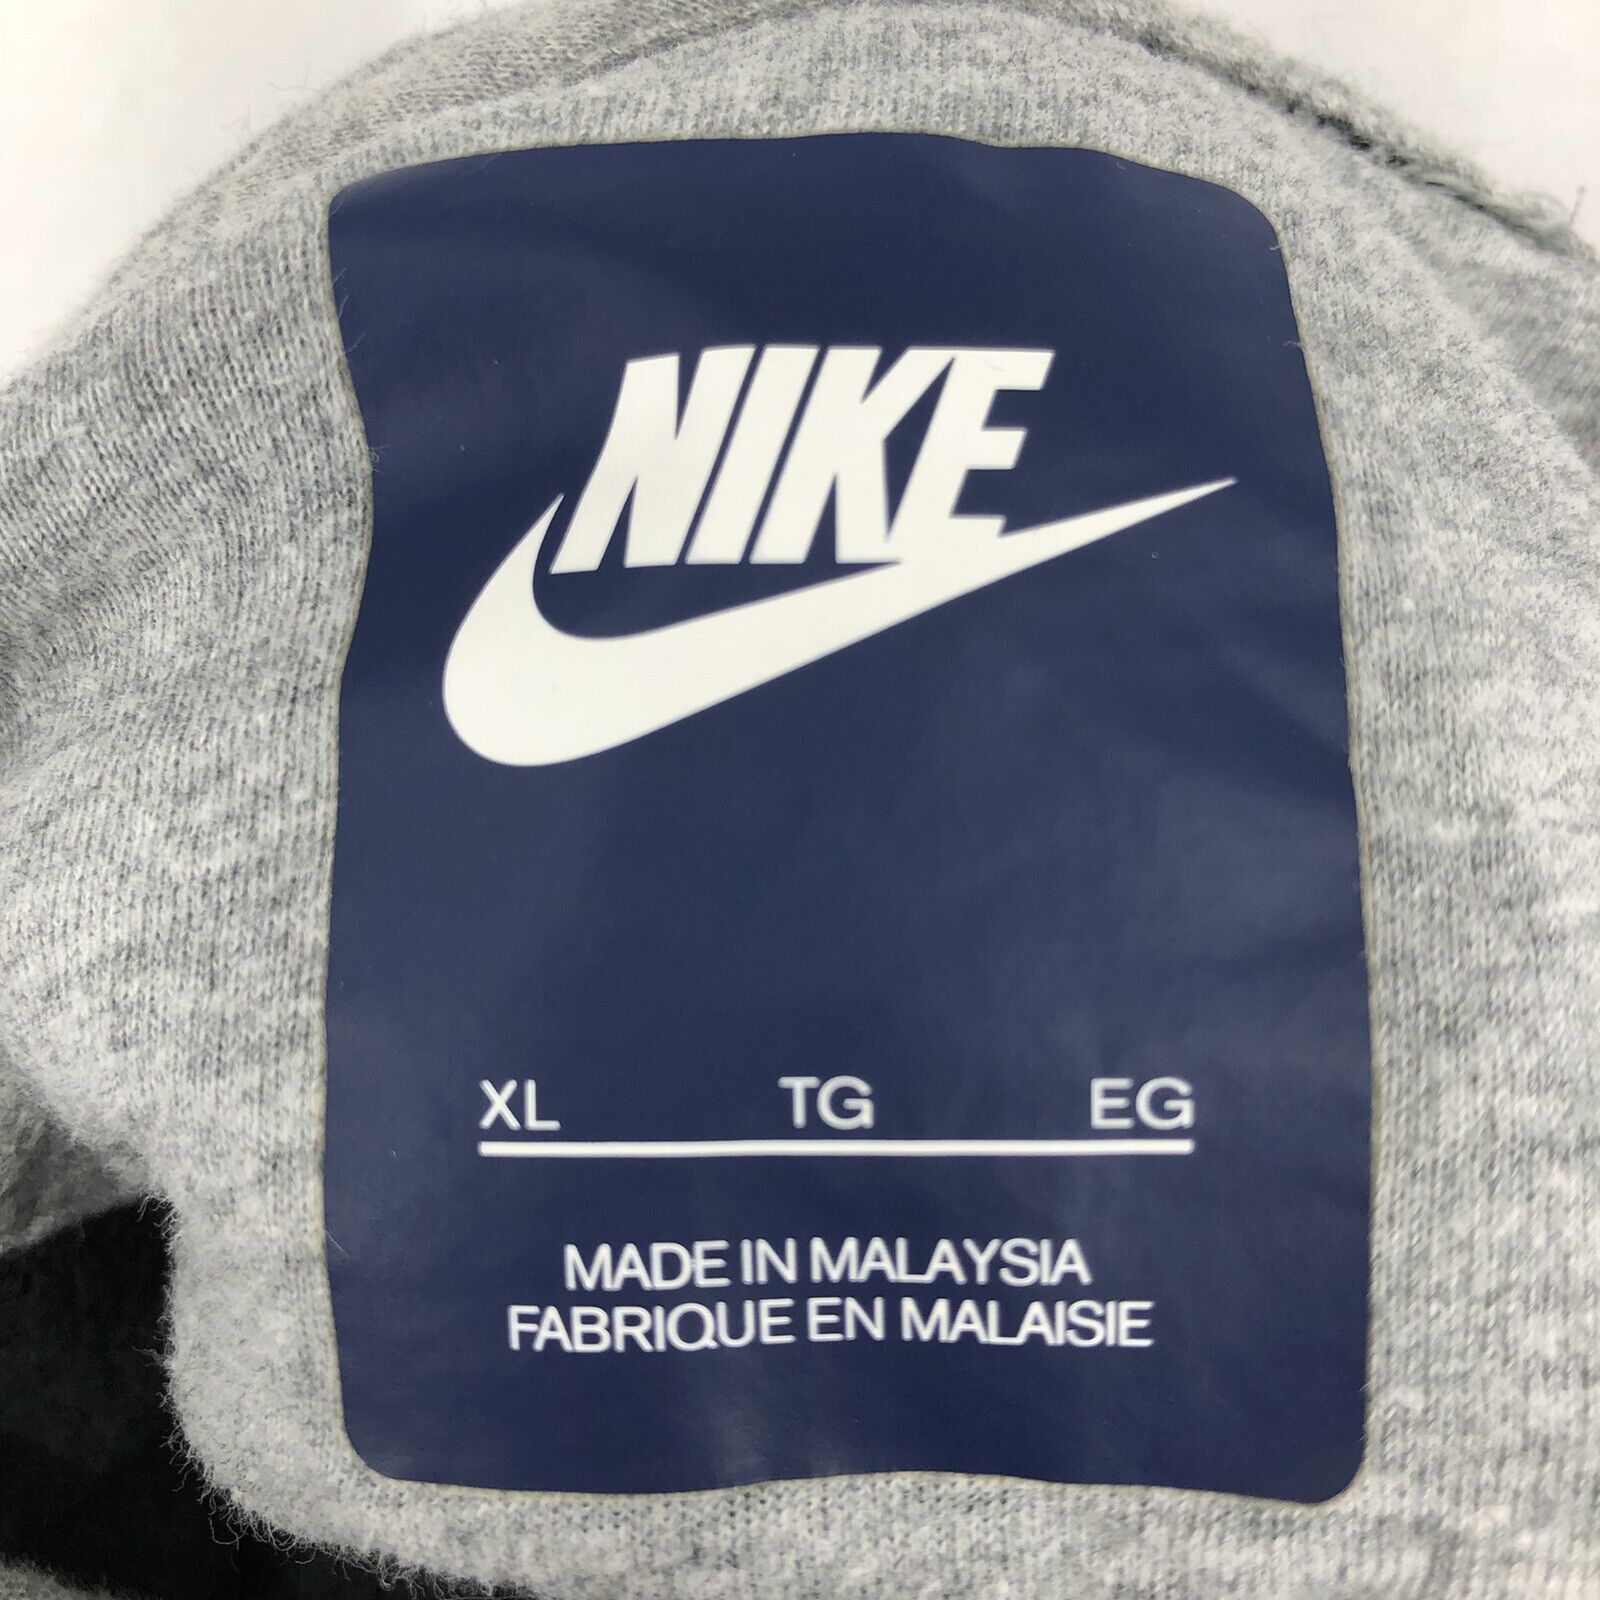 NIKE
XL TG EG
MADE IN MALAYSIA
FABRIQUE EN MALAISIE